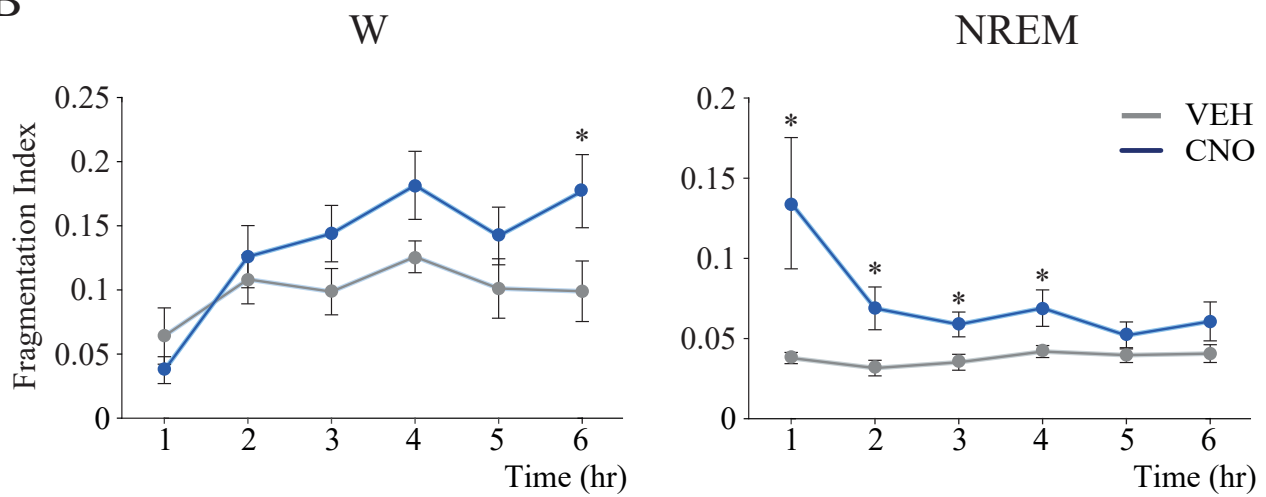 B
W
Fragmentation Index
0.25
0.2
0.15
0.1
0.05
0
*
1 2 3 4 5 6
Time (hr)
NREM
0.2
0.15
0.1
0.05
0
* * * *
VEH
CNO
1 2 3 4 5 6
Time (hr)